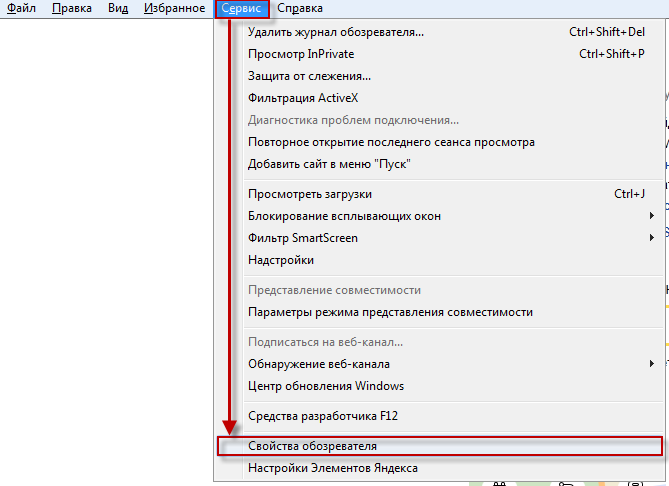 Файл Правка Вид Избранное Сервис Справка
Удалить журнал обозревателя... Ctrl+Shift+Del
Просмотр InPrivate Ctrl+Shift+P
Защита от слежения...
Фильтрация ActiveX
Диагностика проблем подключения...
Повторное открытие последнего сеанса просмотра
Добавить сайт в меню "Пуск"
Просмотреть загрузки Ctrl+J
Блокирование всплывающих окон
Фильтр SmartScreen
Надстройки
Представление совместимости
Параметры режима представления совместимости
Подписаться на веб-канал...
Обнаружение веб-канала
Центр обновления Windows
Средства разработчика F12
Свойства обозревателя
Настройки Элементов Яндекса